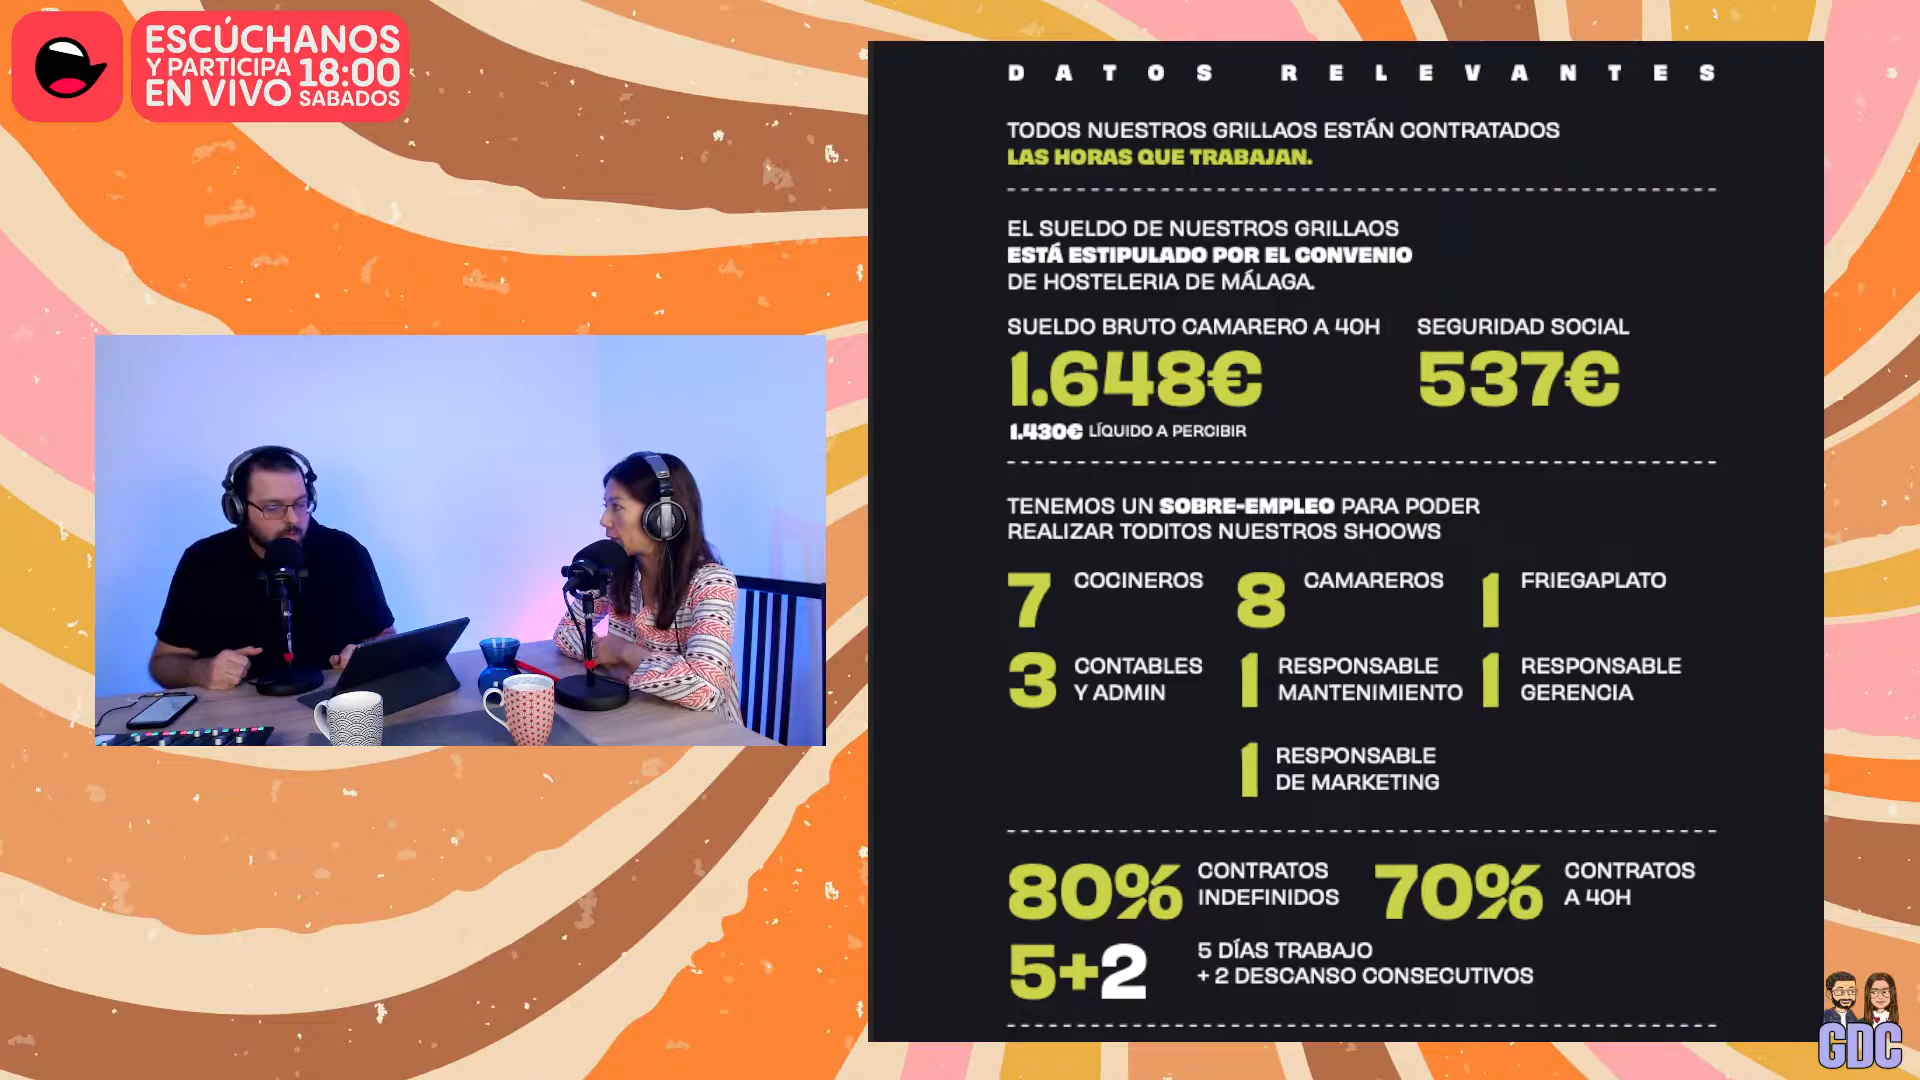 ESCÚCHANOS
Y PARTICIPA
EN VIVO
18:00
SABADOS
DATOS RELEVANTES
TODOS NUESTROS GRILLAOS ESTÁN CONTRATADOS
LAS HORAS QUE TRABAJAN.
EL SUELDO DE NUESTROS GRILLAOS
ESTÁ ESTIPULADO POR EL CONVENIO
DE HOSTELERIA DE MÁLAGA.
SUELDO BRUTO CAMARERO A 40H
1.648€
1.430€ LÍQUIDO A PERCIBIR
SEGURIDAD SOCIAL
537€
TENEMOS UN SOBRE-EMPLEO PARA PODER
REALIZAR TODITOS NUESTROS SHOOWS
7 COCINEROS
8 CAMAREROS
1 FRIEGAPLATO
3 CONTABLES
Y ADMIN
1 RESPONSABLE
MANTENIMIENTO
1 RESPONSABLE
GERENCIA
1 RESPONSABLE
DE MARKETING
80% CONTRATOS
INDEFINIDOS
70% CONTRATOS
A 40H
5+2
5 DÍAS TRABAJO
+ 2 DESCANSO CONSECUTIVOS
GDC